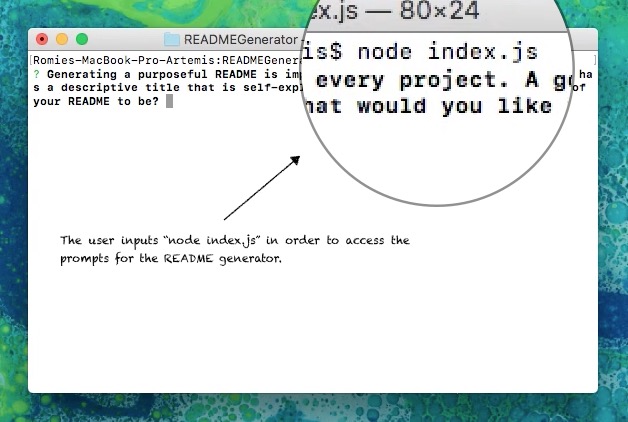 READMEGenerator
ex.js — 80×24
Romies-MacBook-Pro-Artemis:READMEGener
is$ node index.js
? Generating a purposeful README is im
every project. A g
ha
s a descriptive title that is self-exp
of
your README to be?
hat would you like
The user inputs “node index.js” in order to access the
prompts for the README generator.